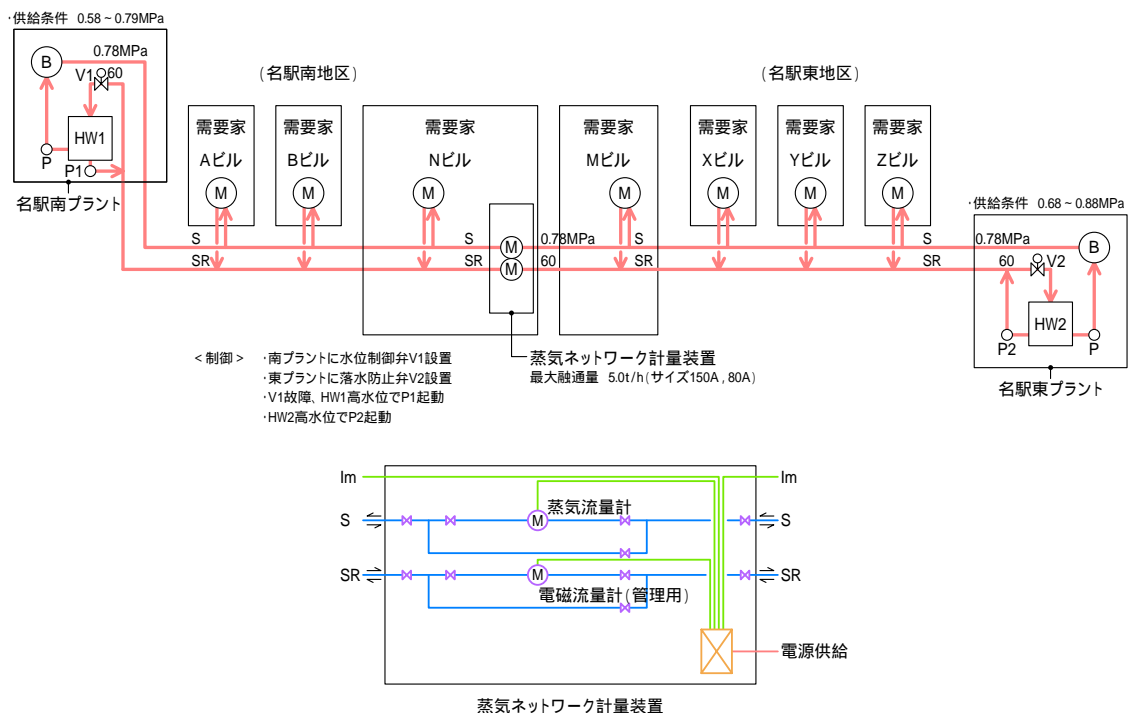 ·供給条件 0.58~0.79MPa
B
0.78MPa
V1
60
HW1
P
P1
名駅南プラント
(名駅南地区)
(名駅東地区)
需要家
Aビル
M
需要家
Bビル
M
需要家
Nビル
M
需要家
Mビル
M
需要家
Xビル
M
需要家
Yビル
M
需要家
Zビル
M
·供給条件 0.68~0.88MPa
S
S
M
0.78MPa
S
S
0.78MPa
B
SR
SR
M
60
SR
SR
60
V2
HW2
P2
P
名駅東プラント
<制御> ·南プラントに水位制御弁V1設置
·東プラントに落水防止弁V2設置
·V1故障、HW1高水位でP1起動
·HW2高水位でP2起動
蒸気ネットワーク計量装置
最大融通量 5.0t/h(サイズ150A,80A)
Im
Im
蒸気流量計
S
M
S
SR
M
SR
電磁流量計(管理用)
電源供給
蒸気ネットワーク計量装置